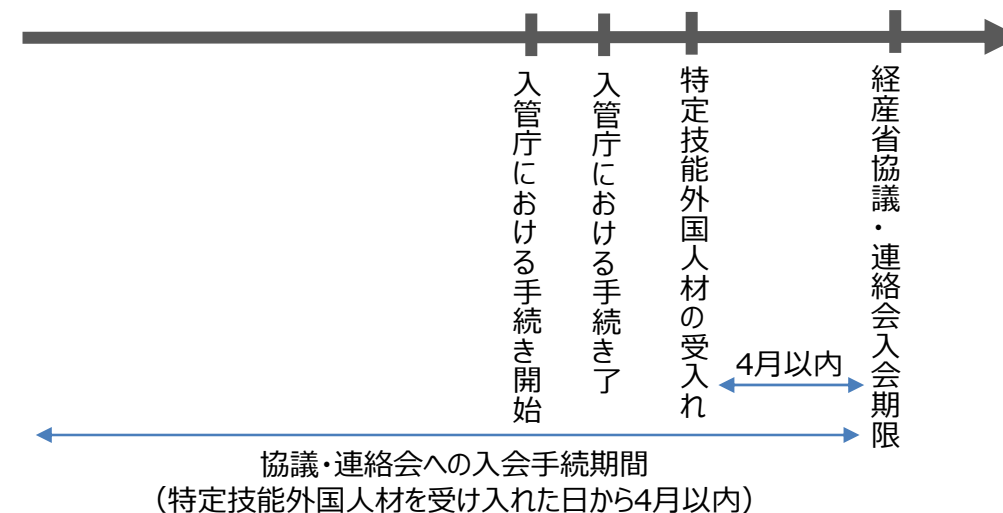 入管庁における手続き開始
入管庁における手続き了
特定技能外国人材の受入れ
4月以内
経産省協議・連絡会入会期限
協議・連絡会への入会手続期間
（特定技能外国人材を受け入れた日から4月以内）